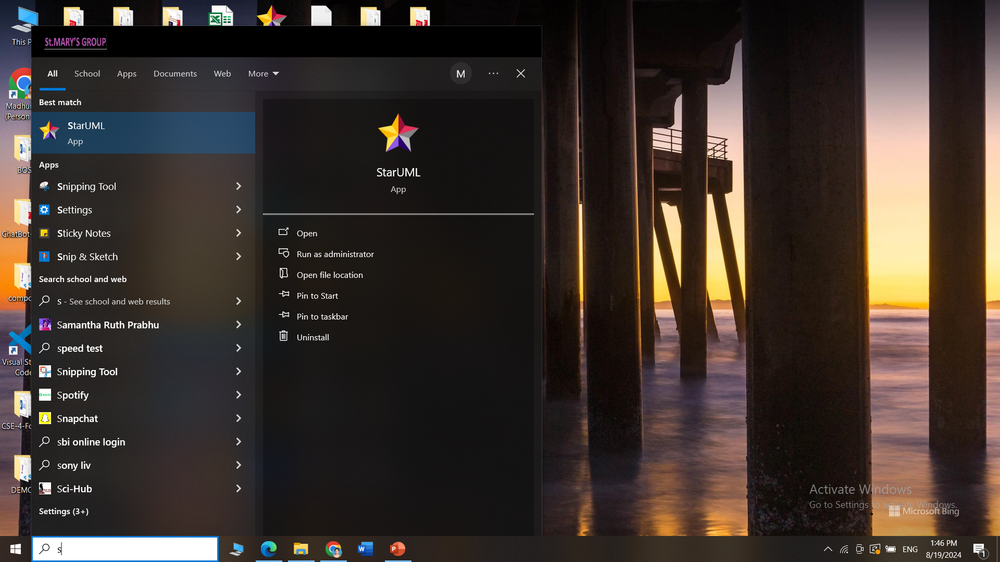 This P
St.MARY'S GROUP
All
School
Apps
Documents
Web
More
M
Best match
StarUML
App
Apps
Snipping Tool
Settings
Sticky Notes
Snip & Sketch
Search school and web
s - See school and web results
Samantha Ruth Prabhu
speed test
Snipping Tool
Spotify
Snapchat
sbi online login
sony liv
Sci-Hub
Settings (3+)
StarUML
App
Open
Run as administrator
Open file location
Pin to Start
Pin to taskbar
Uninstall
Madhu
(Person
BOS
ChatBot-
compo
Visual St
Code
CSE-4-Fo
DEMO
Activate Windows
Go to Settings to activate Windows.
Microsoft Bing
s
ENG
1:46 PM
8/19/2024
1